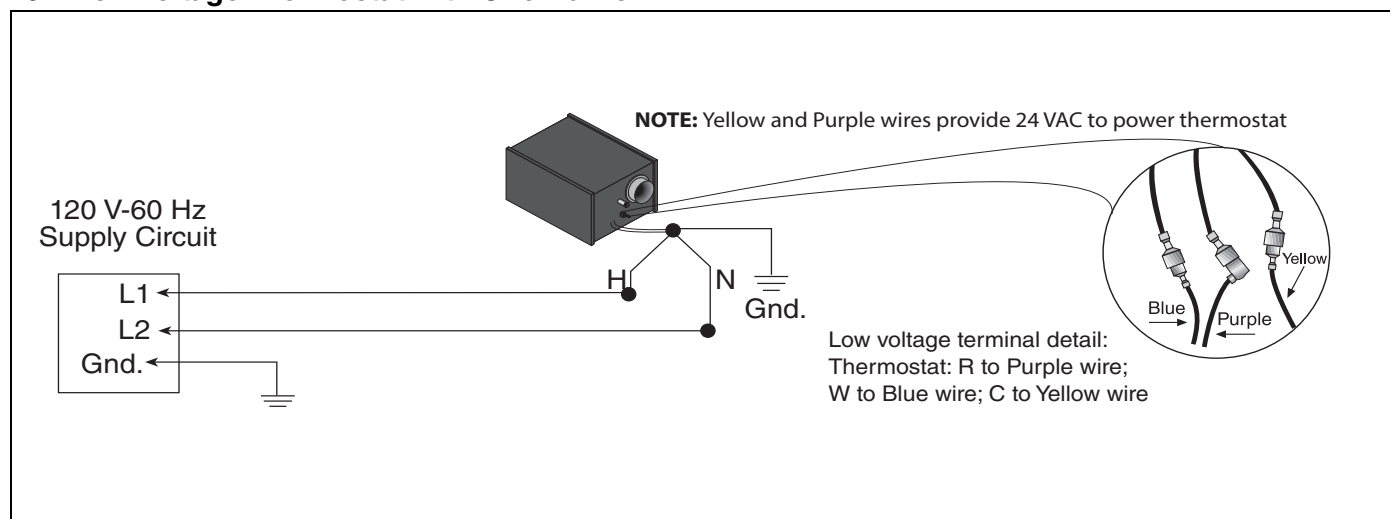 NOTE: Yellow and Purple wires provide 24 VAC to power thermostat
120 V-60 Hz
Supply Circuit
L1
L2
Gnd.
H
N
Gnd.
Blue
Purple
Yellow
Low voltage terminal detail:
Thermostat: R to Purple wire;
W to Blue wire; C to Yellow wire